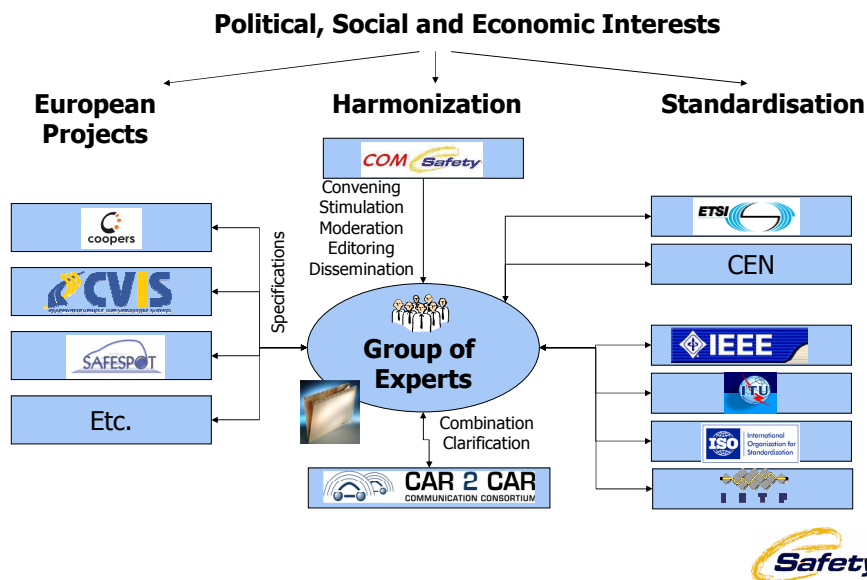 Political, Social and Economic Interests
European
Projects
Harmonization
Standardisation
COM Safety
Convening
Stimulation
Moderation
Editoring
Dissemination
coopers
CVIS
SAFESPOT
Etc.
Specifications
Group of
Experts
Combination
Clarification
CAR 2 CAR
COMMUNICATION CONSORTIUM
ETSI
CEN
IEEE
ITU
ISO
International
Organization for
Standardization
I E T F
Safety